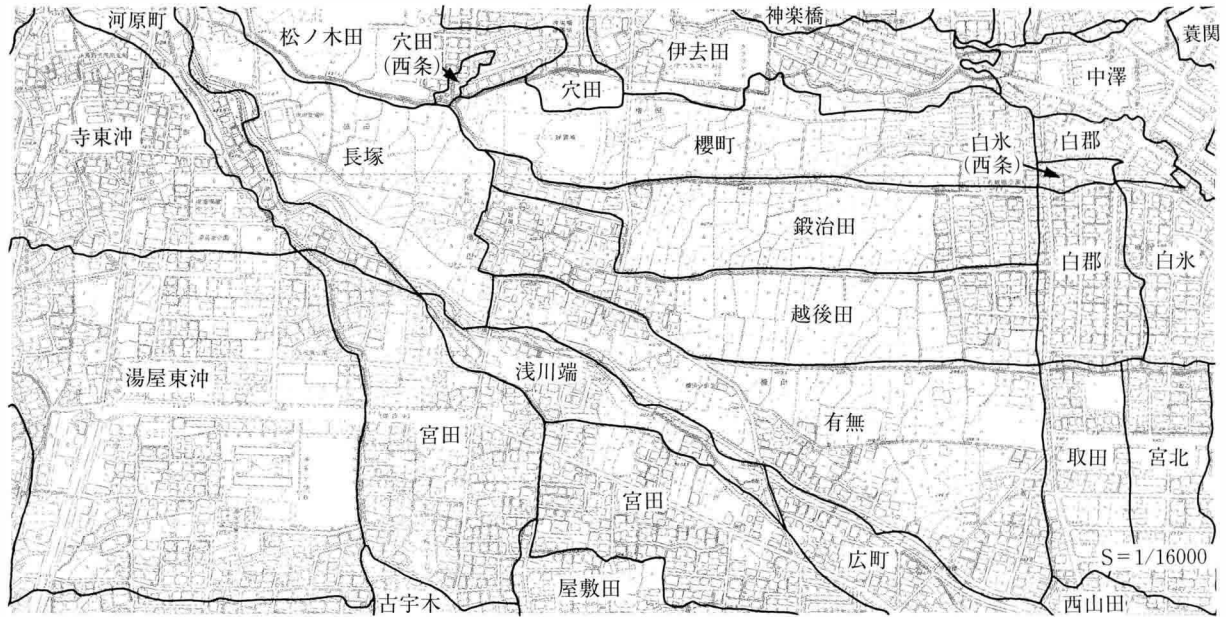 河原町
松ノ木田
穴田
(西条)
伊去田
神楽橋
蓑関
中澤
穴田
寺東沖
長塚
櫻町
白氷
(西条)
白郡
鍛治田
白郡
白氷
越後田
湯屋東沖
浅川端
有無
宮田
取田
宮北
宮田
広町
S=1/16000
古字木
屋敷田
西山田